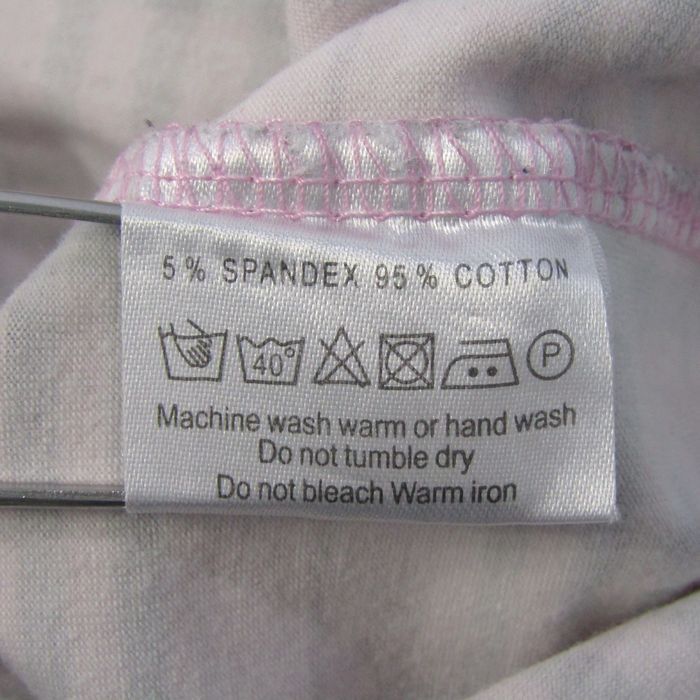 5% SPANDEX 95% COTTON
40° P
Machine wash warm or hand wash
Do not tumble dry
Do not bleach Warm iron